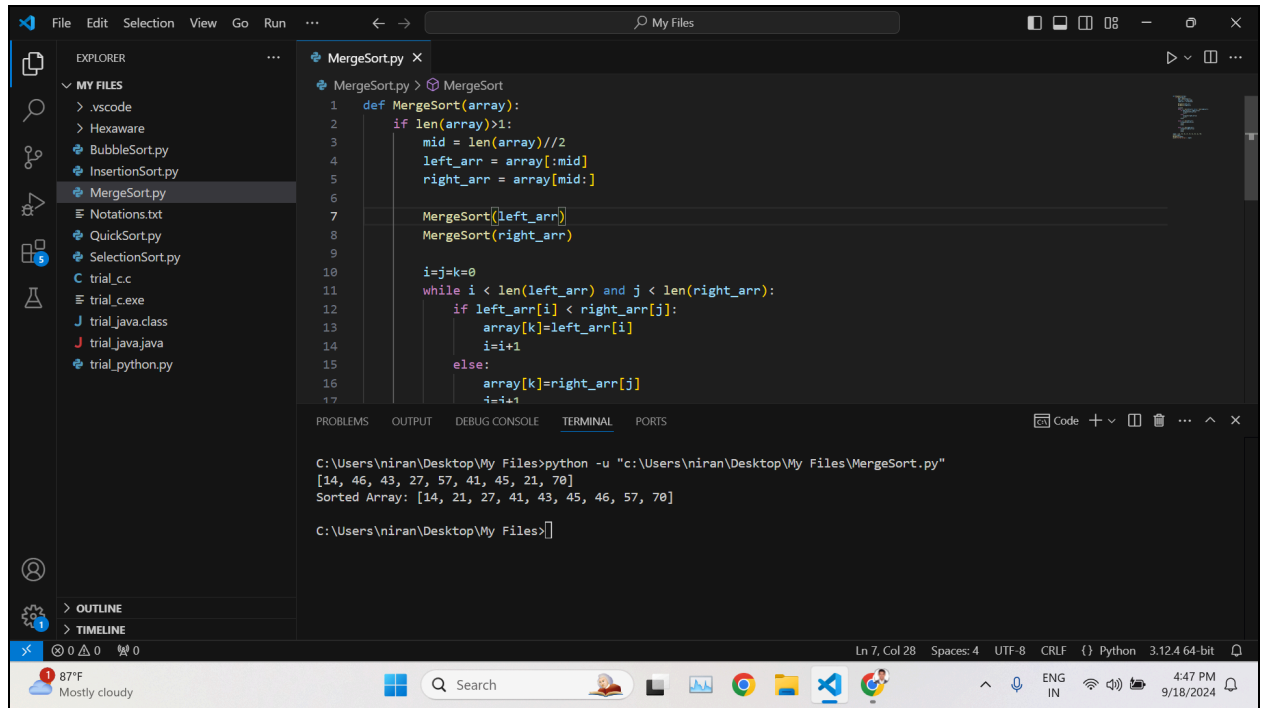 File Edit Selection View Go Run ··· My Files
EXPLORER ···
MY FILES
.vscode
Hexaware
BubbleSort.py
InsertionSort.py
MergeSort.py
Notations.txt
QuickSort.py
SelectionSort.py
C trial_c.c
trial_c.exe
J trial_java.class
J trial_java.java
trial_python.py
OUTLINE
TIMELINE
5
1
MergeSort.py
MergeSort.py > MergeSort
1 def MergeSort(array):
2     if len(array)>1:
3         mid = len(array)//2
4         left_arr = array[:mid]
5         right_arr = array[mid:]
6
7         MergeSort(left_arr)
8         MergeSort(right_arr)
9
10         i=j=k=0
11         while i < len(left_arr) and j < len(right_arr):
12             if left_arr[i] < right_arr[j]:
13                 array[k]=left_arr[i]
14                 i=i+1
15             else:
16                 array[k]=right_arr[j]
17                 j=j+1
PROBLEMS OUTPUT DEBUG CONSOLE TERMINAL PORTS Code
C:\Users\niran\Desktop\My Files>python -u "c:\Users\niran\Desktop\My Files\MergeSort.py"
[14, 46, 43, 27, 57, 41, 45, 21, 70]
Sorted Array: [14, 21, 27, 41, 43, 45, 46, 57, 70]
C:\Users\niran\Desktop\My Files>
0 0 0 Ln 7, Col 28 Spaces: 4 UTF-8 CRLF {} Python 3.12.4 64-bit
1
87°F
Mostly cloudy
Search
ENG
IN
4:47 PM
9/18/2024